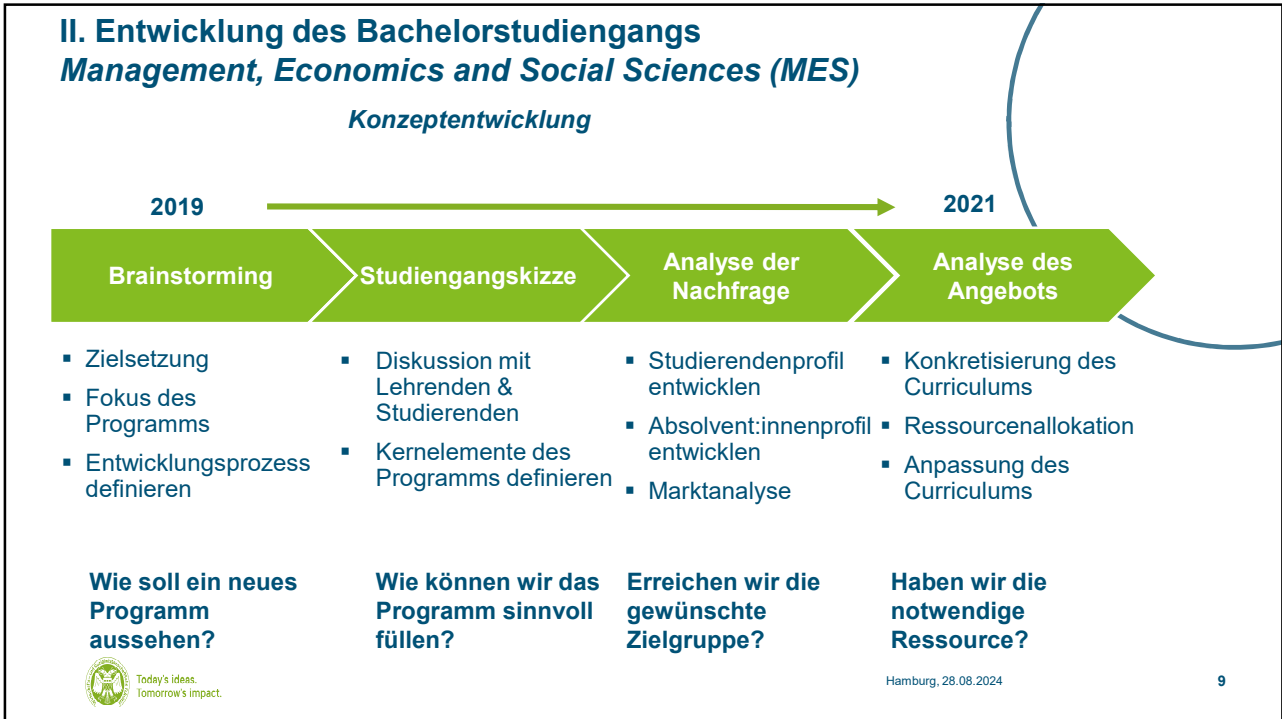 II. Entwicklung des Bachelorstudiengangs
Management, Economics and Social Sciences (MES)
Konzeptentwicklung
2019
2021
Brainstorming
Studiengangskizze
Analyse der
Nachfrage
Analyse des
Angebots
▪ Zielsetzung
▪ Fokus des
Programms
▪ Entwicklungsprozess
definieren
▪ Diskussion mit
Lehrenden &
Studierenden
▪ Kernelemente des
Programms definieren
▪ Studierendenprofil
entwicklen
▪ Absolvent:innenprofil
entwicklen
▪ Marktanalyse
▪ Konkretisierung des
Curriculums
▪ Ressourcenallokation
▪ Anpassung des
Curriculums
Wie soll ein neues
Programm
aussehen?
Wie können wir das
Programm sinnvoll
füllen?
Erreichen wir die
gewünschte
Zielgruppe?
Haben wir die
notwendige
Ressource?
Today's ideas.
Tomorrow's impact.
Hamburg, 28.08.2024
9